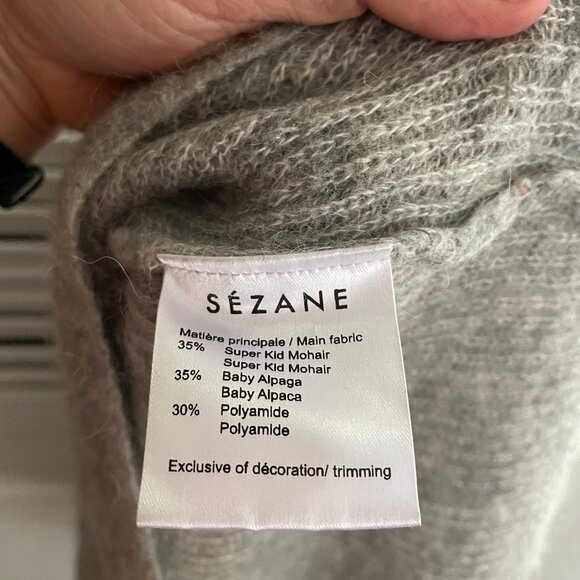 SÉZANE
Matière principale / Main fabric
35% Super Kid Mohair
Super Kid Mohair
35% Baby Alpaga
Baby Alpaca
30% Polyamide
Polyamide
Exclusive of décoration/ trimming